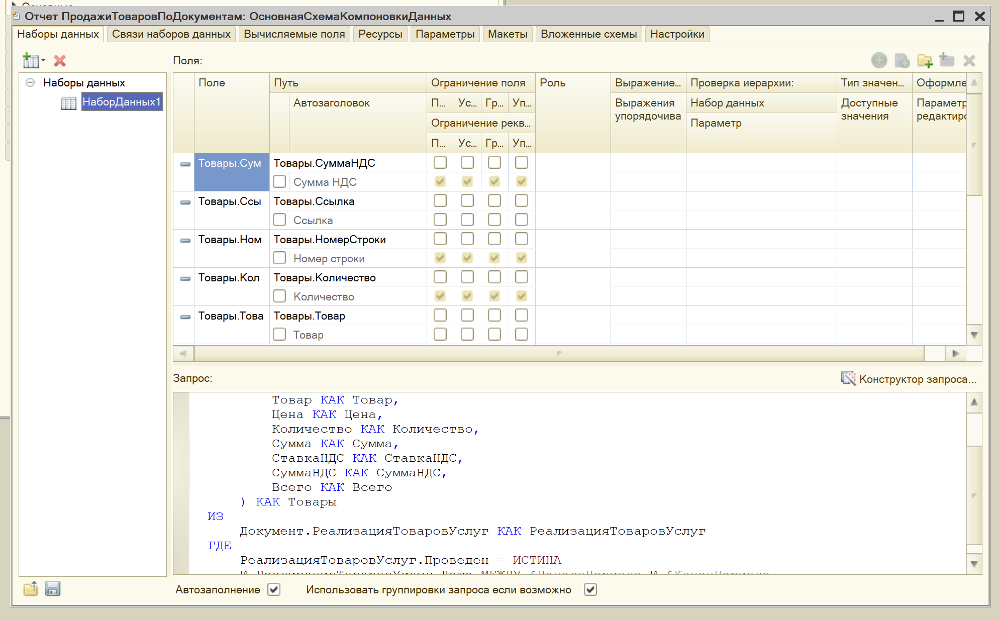 Отчет ПродажиТоваровПоДокументам: ОсновнаяСхемаКомпоновкиДанных
Наборы данных Связи наборов данных Вычисляемые поля Ресурсы Параметры Макеты Вложенные схемы Настройки
Поля:
Наборы данных
НаборДанных1
Поле Путь Ограничение поля Роль Выражение... Проверка иерархии: Тип значен... Оформле
Автозаголовок П... Ус... Гр... Уп... Выражения Набор данных Доступные Параметр
упорядочива значения редактиро
Ограничение рекв... Параметр
П... Ус... Гр... Уп...
Товары.Сум Товары.СуммаНДС
Сумма НДС
Товары.Ссы Товары.Ссылка
Ссылка
Товары.Ном Товары.НомерСтроки
Номер строки
Товары.Кол Товары.Количество
Количество
Товары.Това Товары.Товар
Товар
Запрос:
Конструктор запроса...
Товар КАК Товар,
Цена КАК Цена,
Количество КАК Количество,
Сумма КАК Сумма,
СтавкаНДС КАК СтавкаНДС,
СуммаНДС КАК СуммаНДС,
Всего КАК Всего
) КАК Товары
ИЗ
Документ.РеализацияТоваровУслуг КАК РеализацияТоваровУслуг
ГДЕ
РеализацияТоваровУслуг.Проведен = ИСТИНА
И РеализацияТоваровУслуг.Дата МЕЖДУ &НачалоПериода И &КонецПериода
Автозаполнение Использовать группировки запроса если возможно